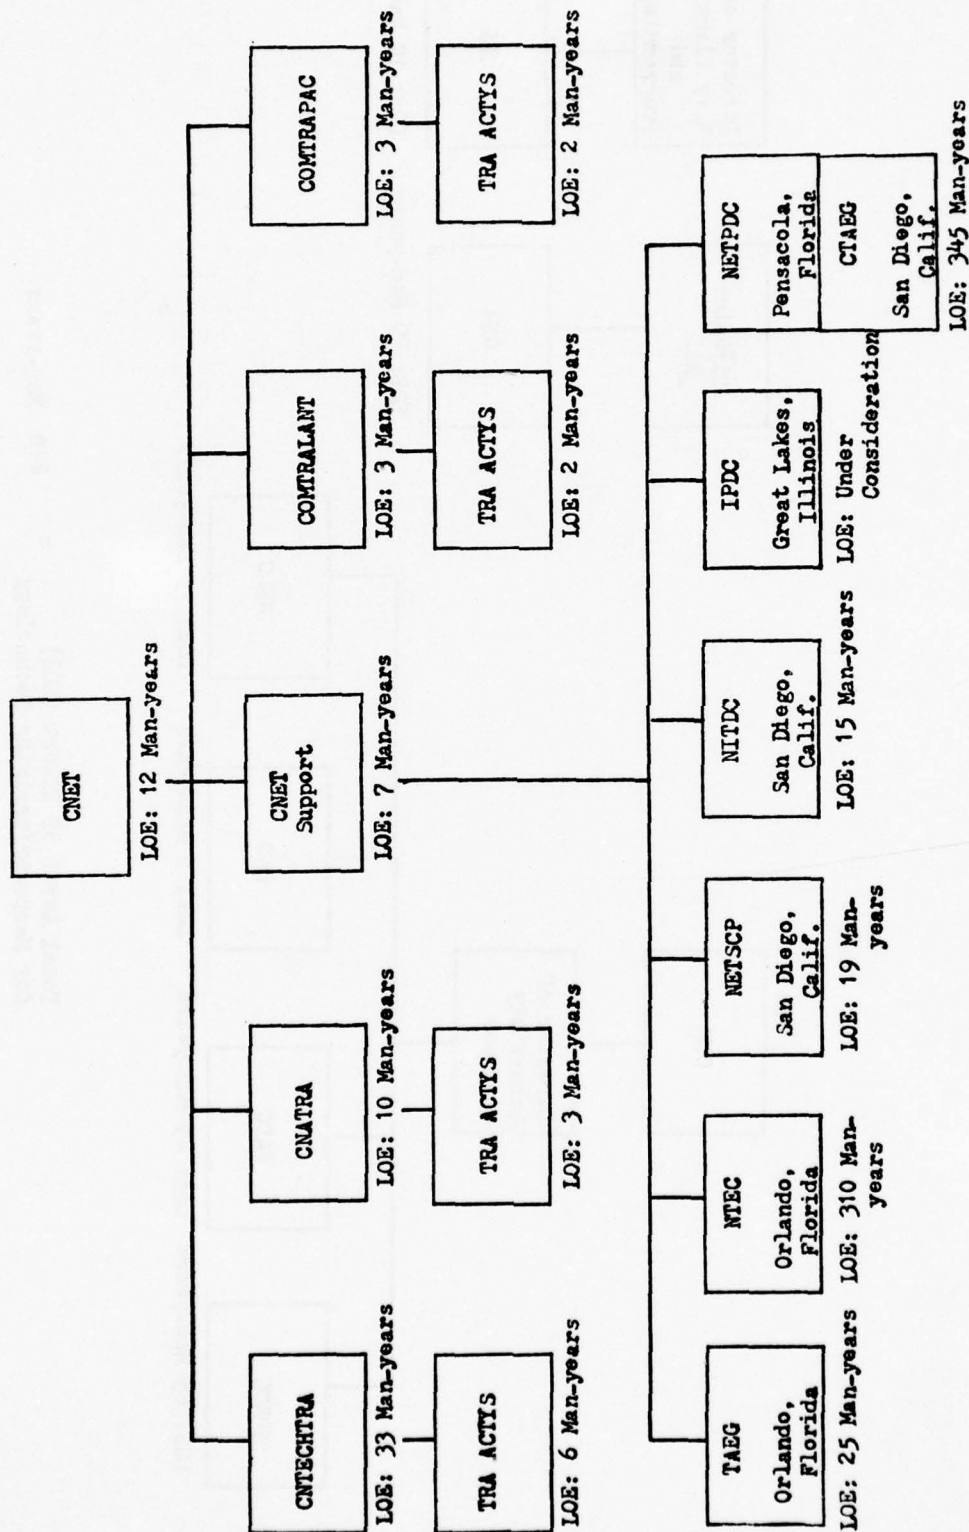 CNET
LOE: 12 Man-years
CNTECHTRA
LOE: 33 Man-years
TRA ACTYS
LOE: 6 Man-years
CNATRA
LOE: 10 Man-years
TRA ACTYS
LOE: 3 Man-years
CNET
Support
LOE: 7 Man-years
COMTRALANT
LOE: 3 Man-years
TRA ACTYS
LOE: 2 Man-years
COMTRAPAC
LOE: 3 Man-years
TRA ACTYS
LOE: 2 Man-years
TAEG
Orlando,
Florida
LOE: 25 Man-years
NTEC
Orlando,
Florida
LOE: 310 Man-
years
NETSCP
San Diego,
Calif.
LOE: 19 Man-
years
NITDC
San Diego,
Calif.
LOE: 15 Man-years
IPDC
Great Lakes,
Illinois
LOE: Under
Consideration
NETPDC
Pensacola,
Florida
CTAEG
San Diego,
Calif.
LOE: 345 Man-years